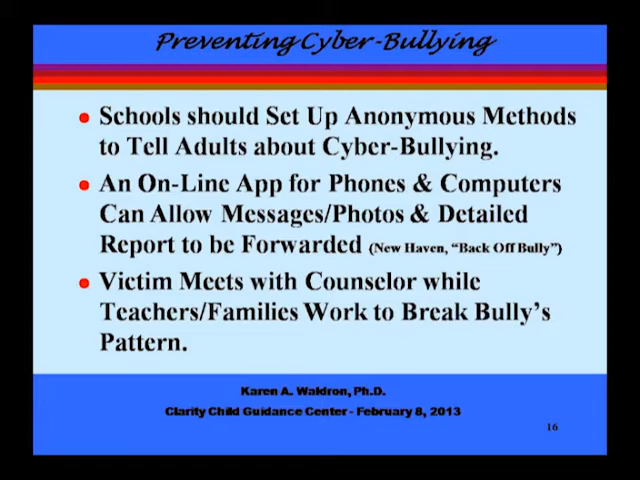 Preventing Cyber-Bullying
• Schools should Set Up Anonymous Methods
to Tell Adults about Cyber-Bullying.
• An On-Line App for Phones & Computers
Can Allow Messages/Photos & Detailed
Report to be Forwarded (New Haven, “Back Off Bully”)
• Victim Meets with Counselor while
Teachers/Families Work to Break Bully’s
Pattern.
Karen A. Waldron, Ph.D.
Clarity Child Guidance Center - February 8, 2013
16